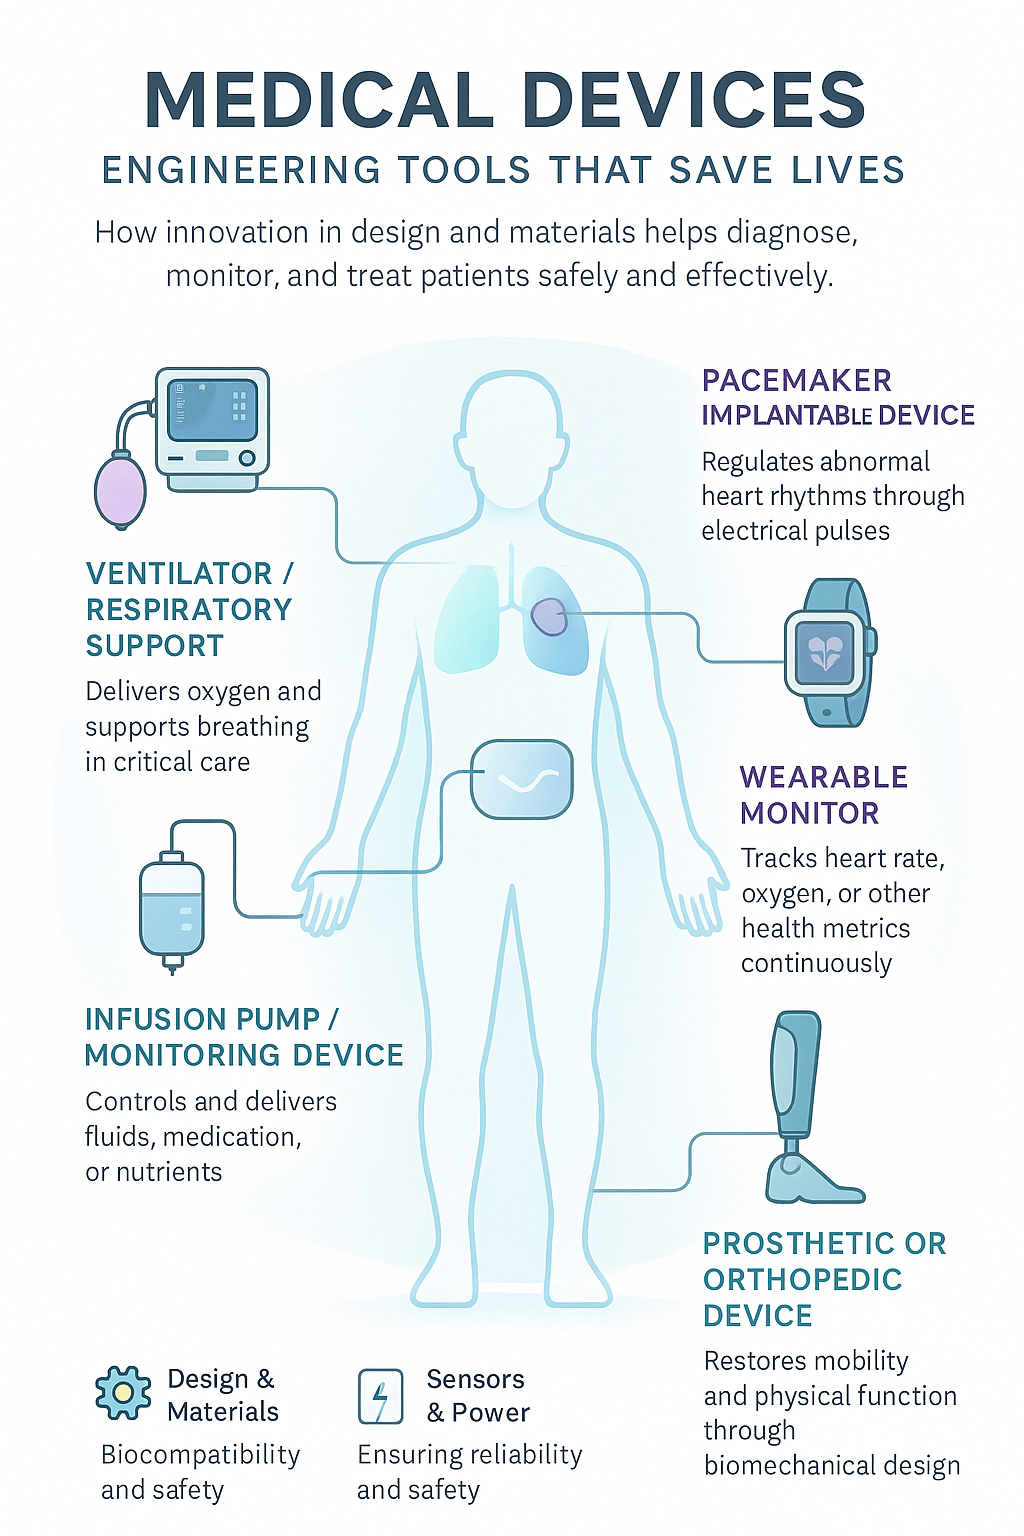 MEDICAL DEVICES
ENGINEERING TOOLS THAT SAVE LIVES
How innovation in design and materials helps diagnose,
monitor, and treat patients safely and effectively.
PACEMAKER
IMPLANTABLE DEVICE
Regulates abnormal
heart rhythms through
electrical pulses
VENTILATOR /
RESPIRATORY
SUPPORT
Delivers oxygen and
supports breathing
in critical care
WEARABLE
MONITOR
Tracks heart rate,
oxygen, or other
health metrics
continuously
INFUSION PUMP /
MONITORING DEVICE
Controls and delivers
fluids, medication,
or nutrients
PROSTHETIC OR
ORTHOPEDIC
DEVICE
Restores mobility
and physical function
through
biomechanical design
Design &
Materials
Biocompatibility
and safety
Sensors
& Power
Ensuring reliability
and safety